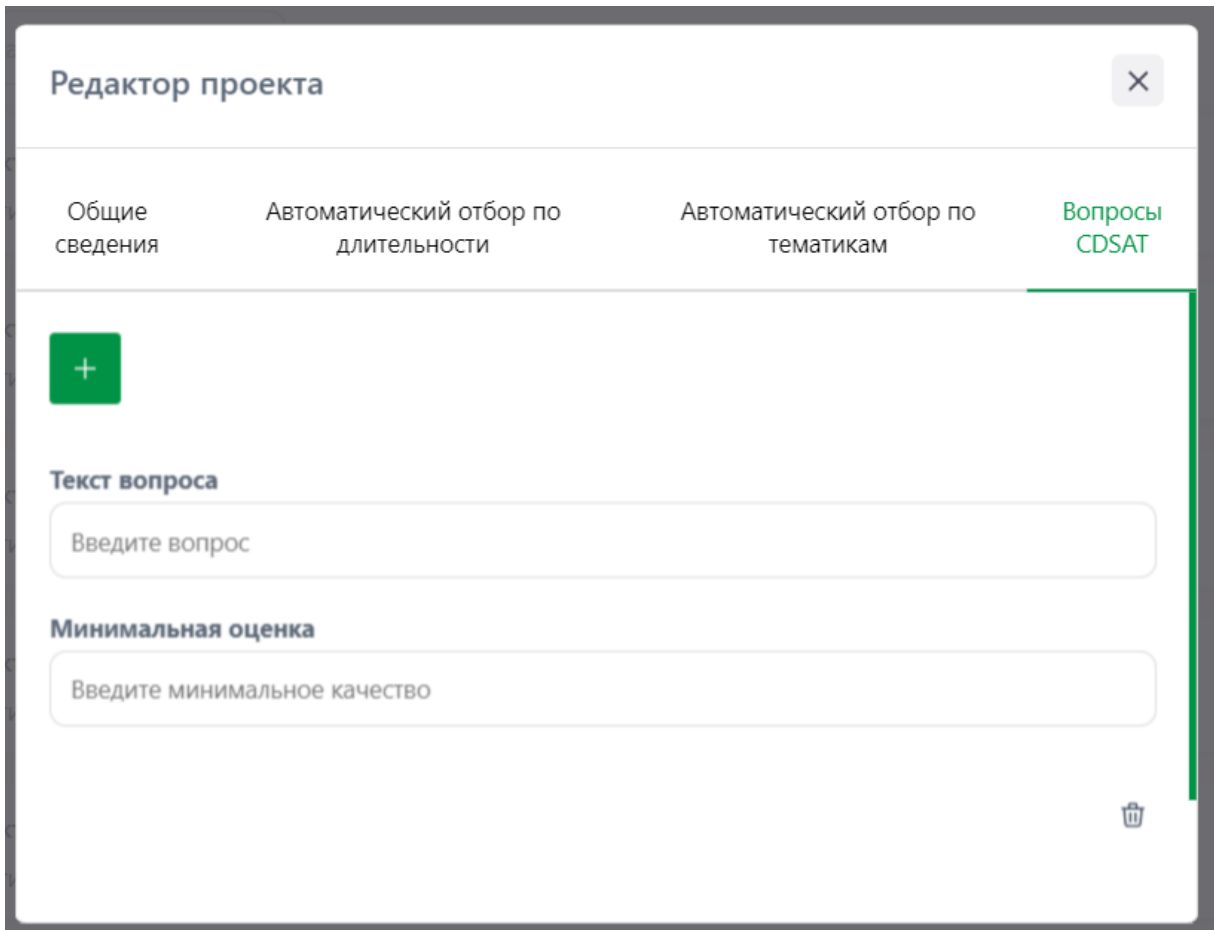 Редактор проекта
Общие
сведения
Автоматический отбор по
длительности
Автоматический отбор по
тематикам
Вопросы
CDSAT
Текст вопроса
Введите вопрос
Минимальная оценка
Введите минимальное качество